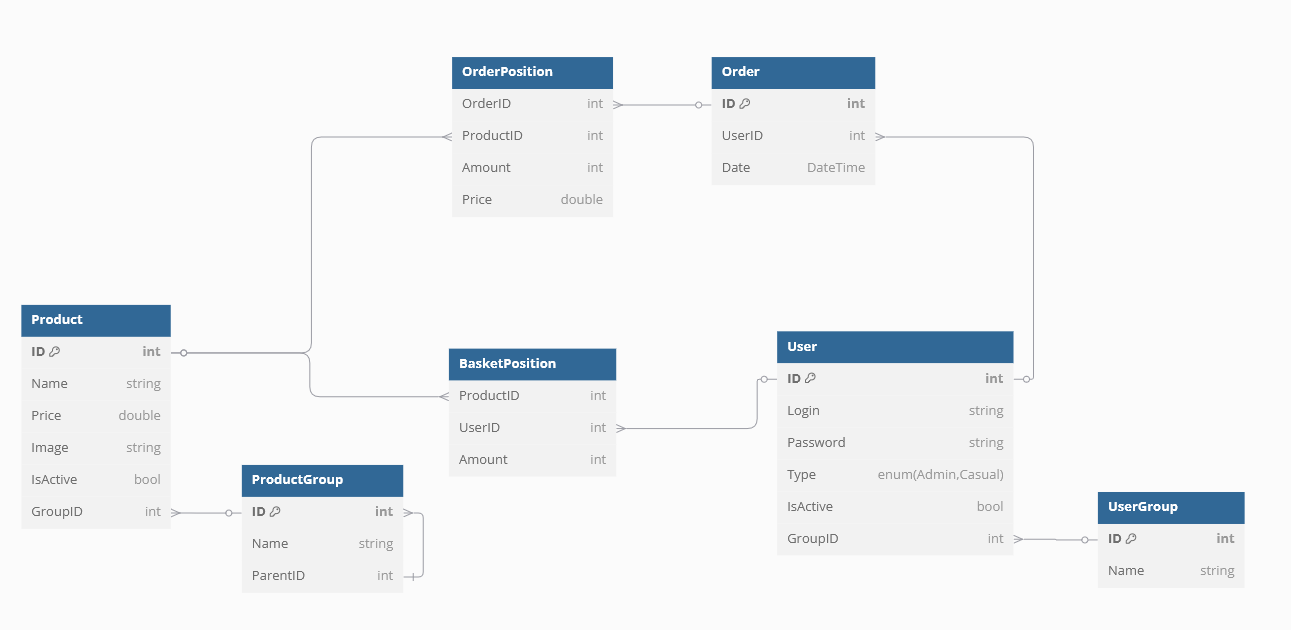 OrderPosition
OrderID int
ProductID int
Amount int
Price double
Order
ID int
UserID int
Date DateTime
Product
ID int
Name string
Price double
Image string
IsActive bool
GroupID int
BasketPosition
ProductID int
UserID int
Amount int
User
ID int
Login string
Password string
Type enum(Admin,Casual)
IsActive bool
GroupID int
ProductGroup
ID int
Name string
ParentID int
UserGroup
ID int
Name string